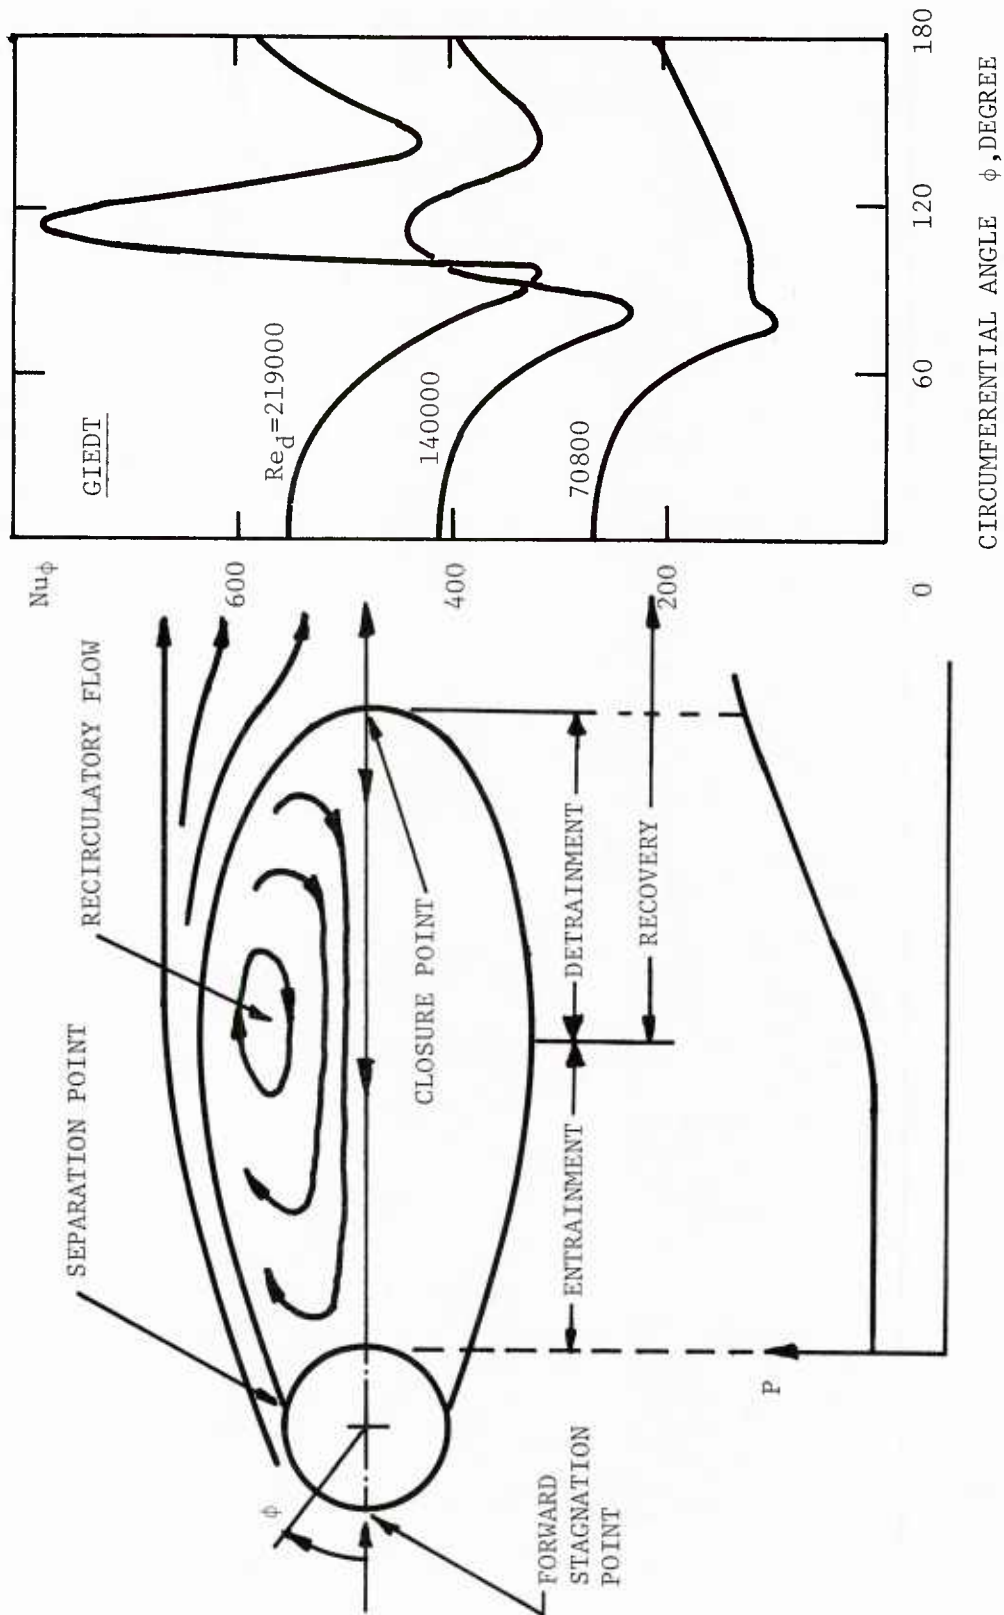 SEPARATION POINT
RECIRCULATORY FLOW
φ
FORWARD
STAGNATION
POINT
CLOSURE POINT
ENTRAINMENT
DETRAINMENT
RECOVERY
P
Nuφ
600
400
200
0
GIEDT
Re_d=219000
140000
70800
60
120
180
CIRCUMFERENTIAL ANGLE φ,DEGREE